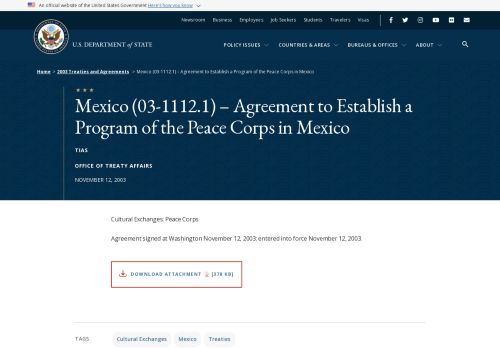 An official website of the United States Government Here's how you know
Newsroom Business Employees Job Seekers Students Travelers Visas
U.S. DEPARTMENT of STATE
POLICY ISSUES COUNTRIES & AREAS BUREAUS & OFFICES ABOUT
Home > 2003 Treaties and Agreements > Mexico (03-1112.1) – Agreement to Establish a Program of the Peace Corps in Mexico
Mexico (03-1112.1) – Agreement to Establish a
Program of the Peace Corps in Mexico
TIAS
OFFICE OF TREATY AFFAIRS
NOVEMBER 12, 2003
Cultural Exchanges: Peace Corps
Agreement signed at Washington November 12, 2003; entered into force November 12, 2003.
DOWNLOAD ATTACHMENT [378 KB]
TAGS Cultural Exchanges Mexico Treaties